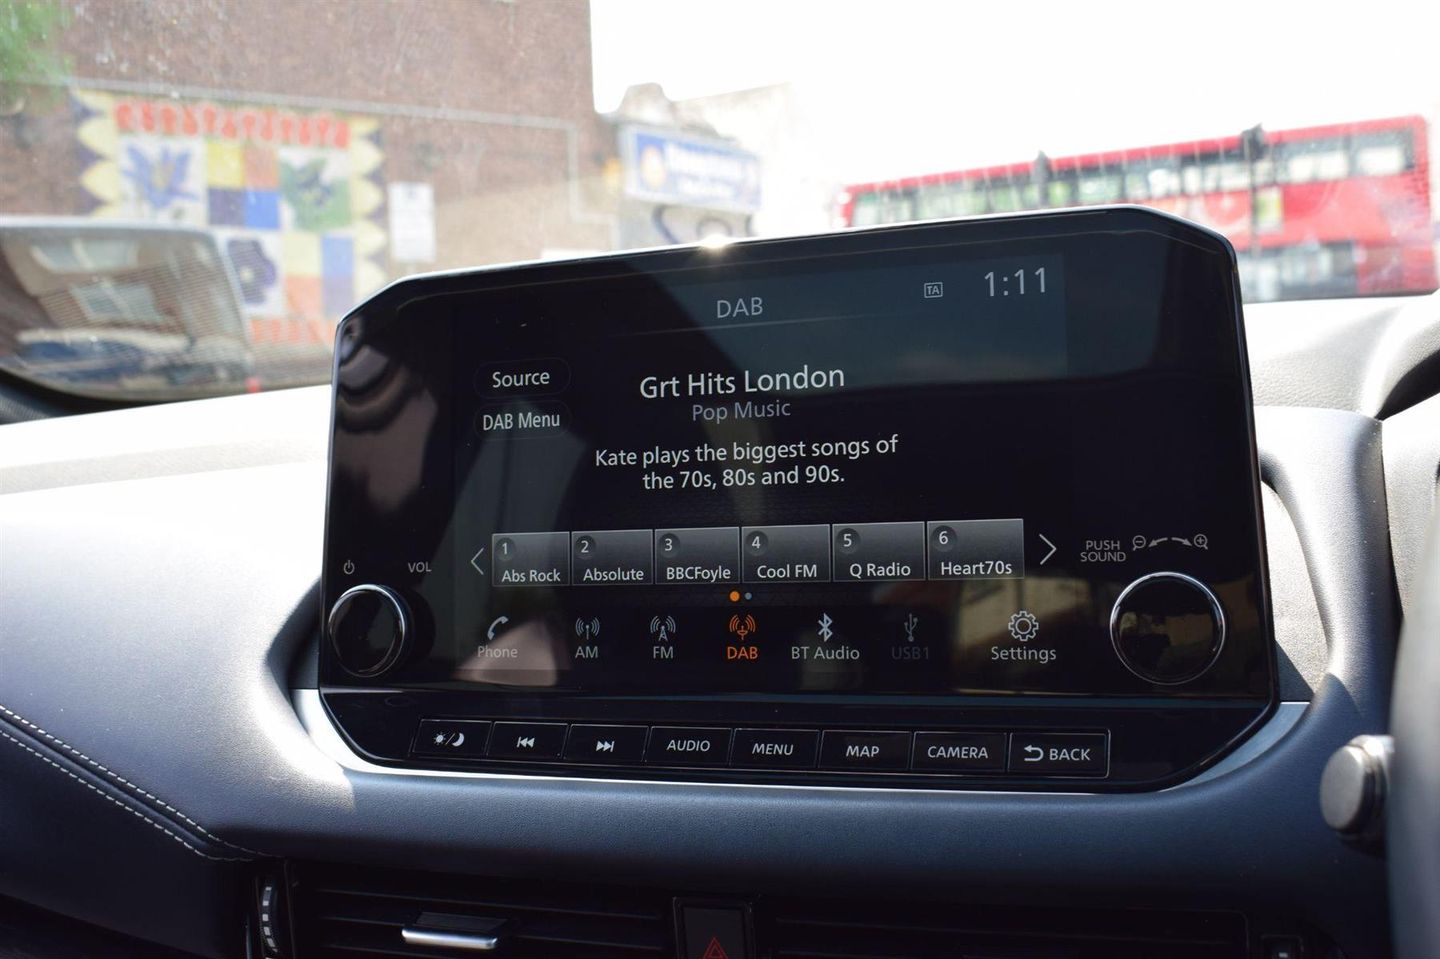 DAB
TA
1:11
Source
DAB Menu
Grt Hits London
Pop Music
Kate plays the biggest songs of
the 70s, 80s and 90s.
1 Abs Rock
2 Absolute
3 BBCFoyle
4 Cool FM
5 Q Radio
6 Heart70s
VOL
PUSH
SOUND
Phone
AM
FM
DAB
BT Audio
USB1
Settings
AUDIO
MENU
MAP
CAMERA
BACK